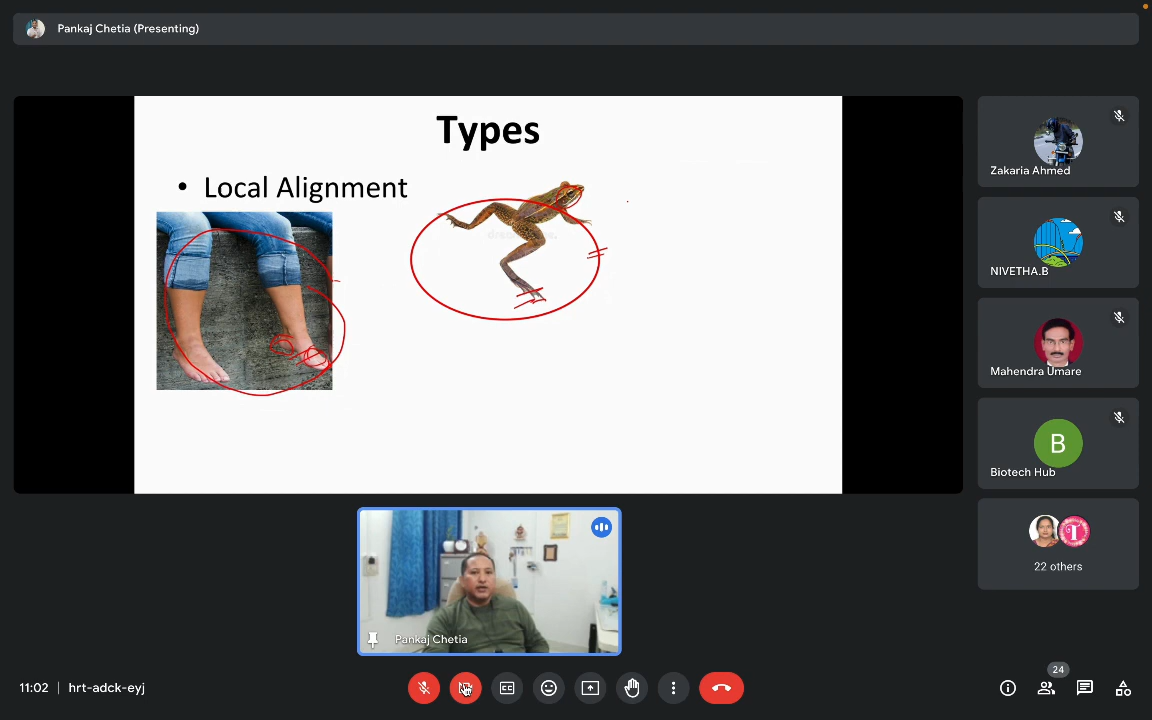 Pankaj Chetia (Presenting)
Types
• Local Alignment
Zakaria Ahmed
NIVETHA.B
Mahendra Umare
B
Biotech Hub
22 others
Pankaj Chetia
11:02 | hrt-adck-eyj
CC
24